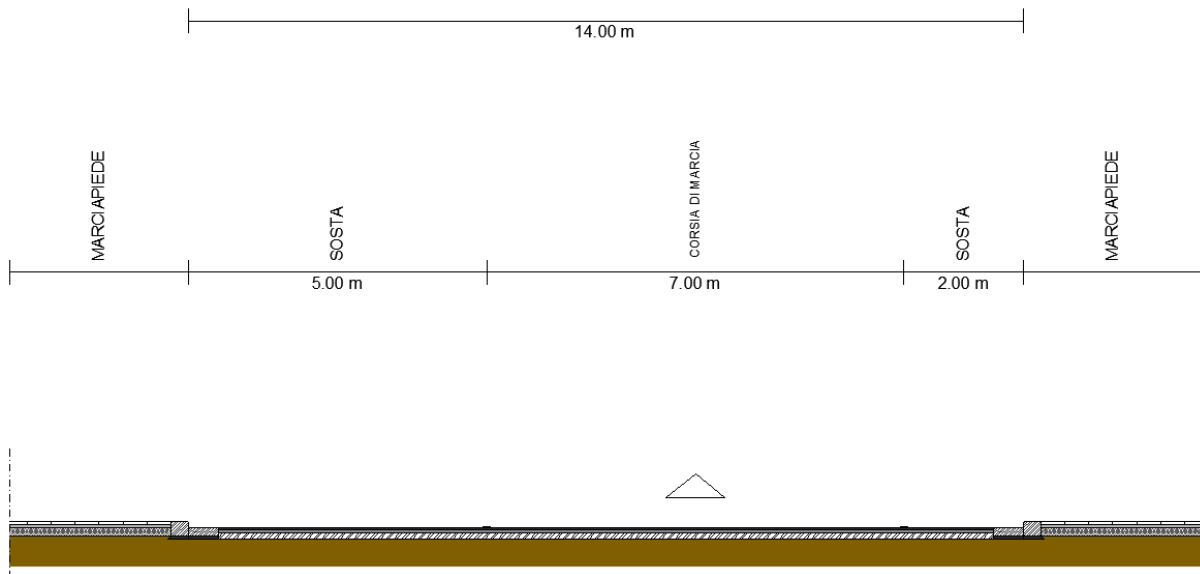 14.00 m
MARCIAPIEDE
SOSTA
CORSIA DI MARCIA
SOSTA
MARCIAPIEDE
5.00 m
7.00 m
2.00 m